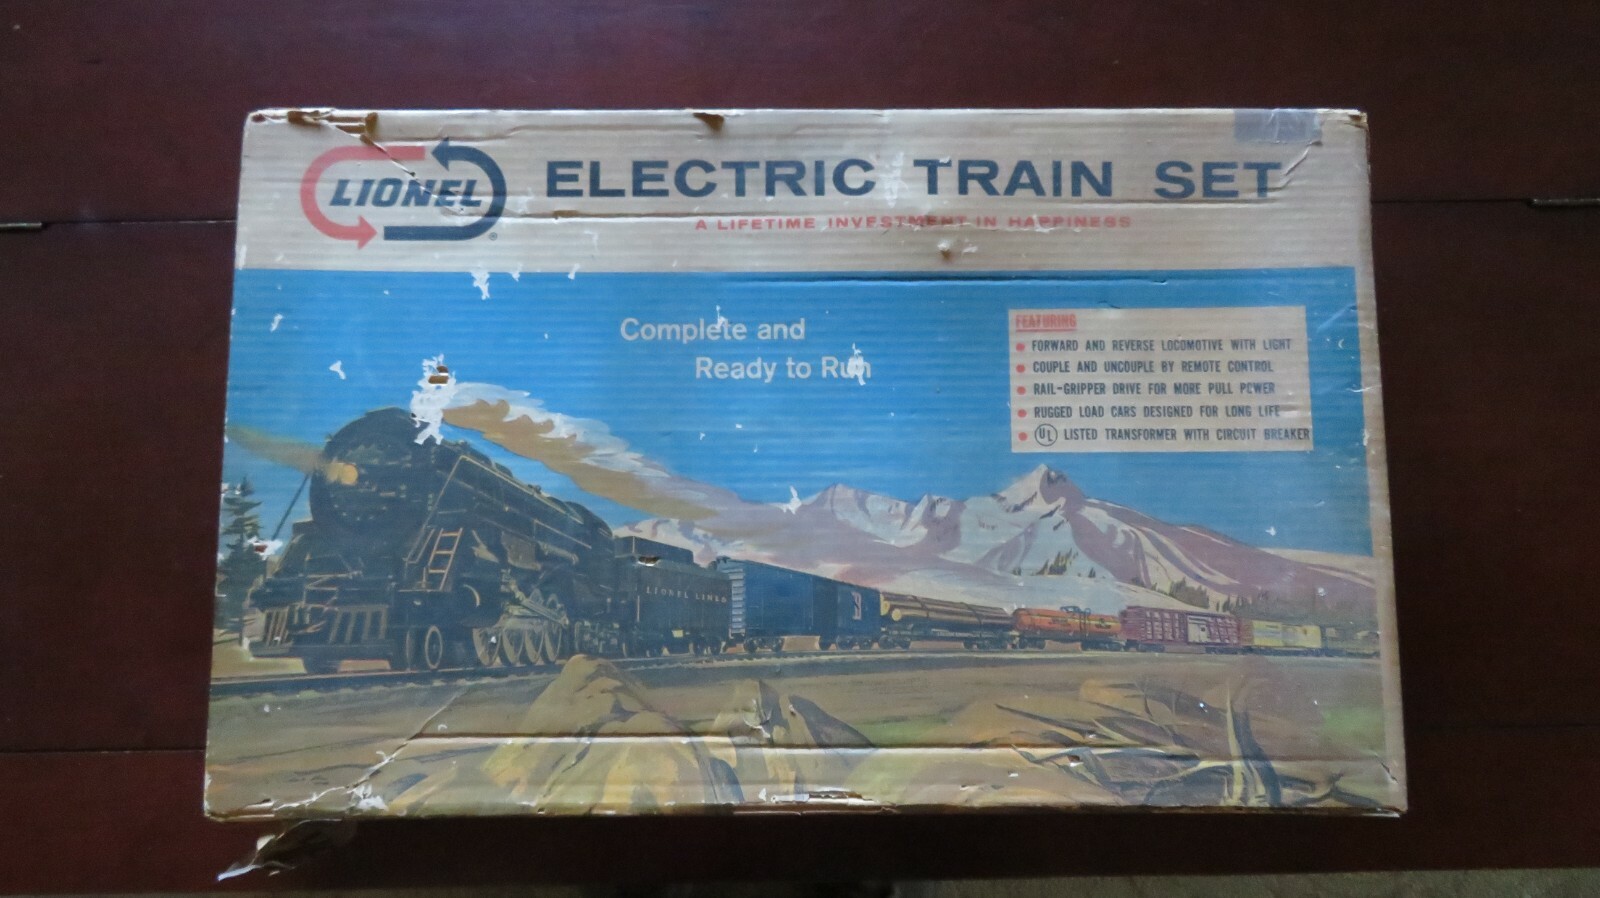 LIONEL®
ELECTRIC TRAIN SET
A LIFETIME INVESTMENT IN HAPPINESS
Complete and
Ready to Run
FEATURING
• FORWARD AND REVERSE LOCOMOTIVE WITH LIGHT
• COUPLE AND UNCOUPLE BY REMOTE CONTROL
• RAIL-GRIPPER DRIVE FOR MORE PULL POWER
• RUGGED LOAD CARS DESIGNED FOR LONG LIFE
• UL LISTED TRANSFORMER WITH CIRCUIT BREAKER
LIONEL LINES